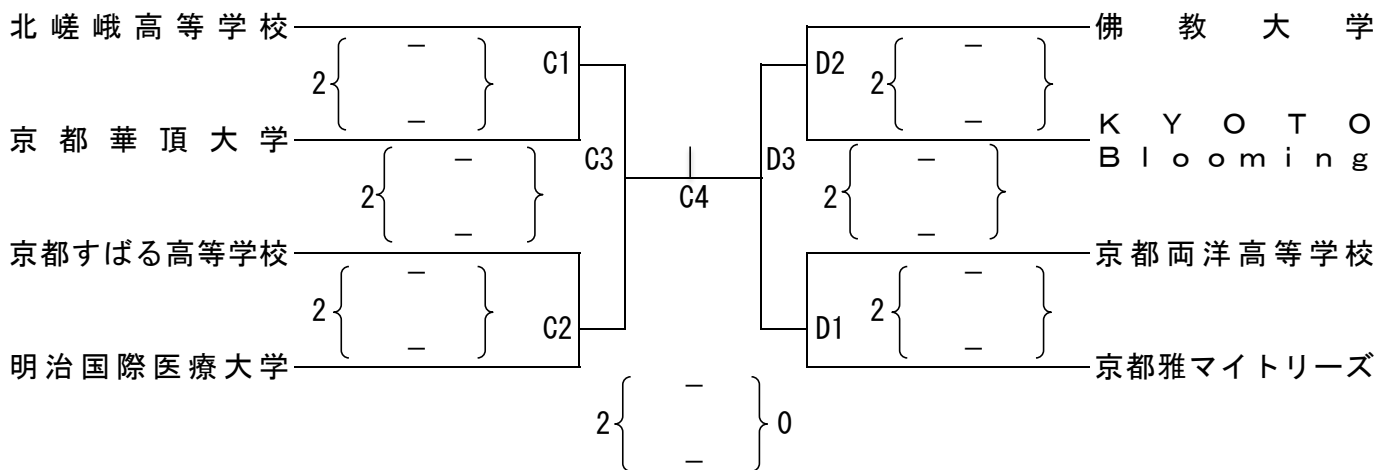 北嵯峨高等学校
佛教大学
－
－
2
C1
D2
2
－
－
京都華頂大学
ＫＹＯＴＯ
Ｂｌｏｏｍｉｎｇ
－
C3
D3
－
2
C4
2
－
－
京都すばる高等学校
京都両洋高等学校
－
－
2
C2
D1
2
－
－
明治国際医療大学
京都雅マイトリーズ
－
2
0
－